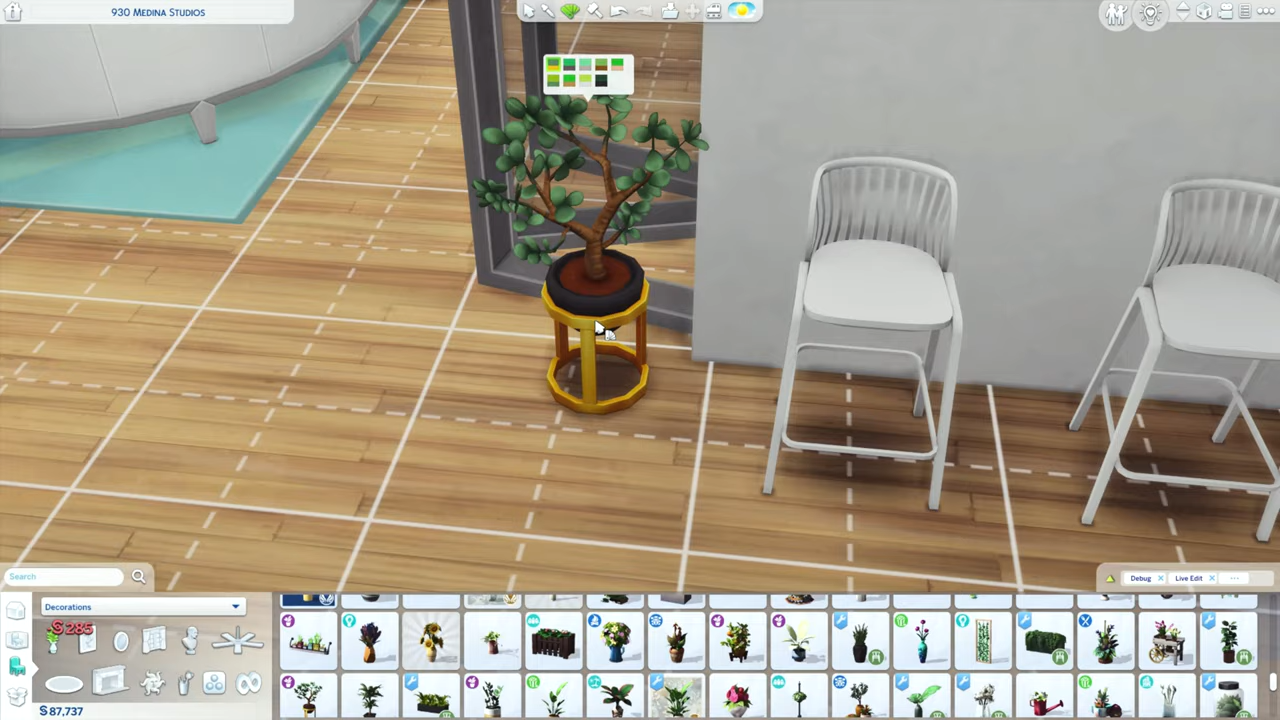 930 MEDINA STUDIOS
Search
Debug
Live Edit
Decorations
S 285
S 87,737